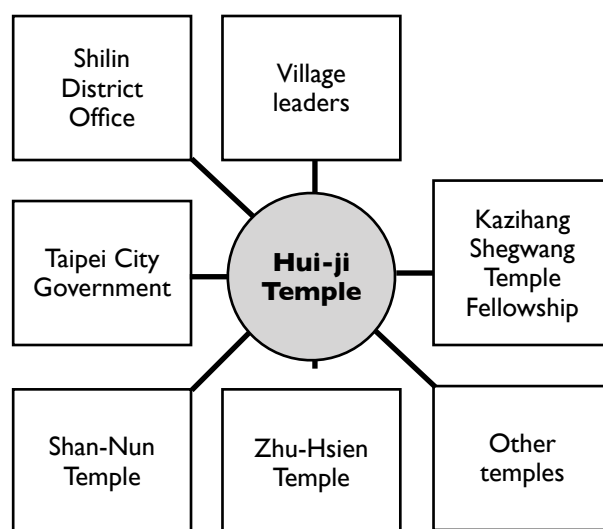 Shilin
District
Office
Village
leaders
Taipei City
Government
Hui-ji
Temple
Kazihang
Shegwang
Temple
Fellowship
Shan-Nun
Temple
Zhu-Hsien
Temple
Other
temples